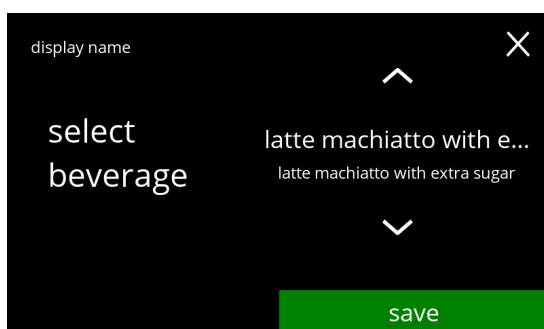 display name
select
beverage
latte machiatto with e...
latte machiatto with extra sugar
save